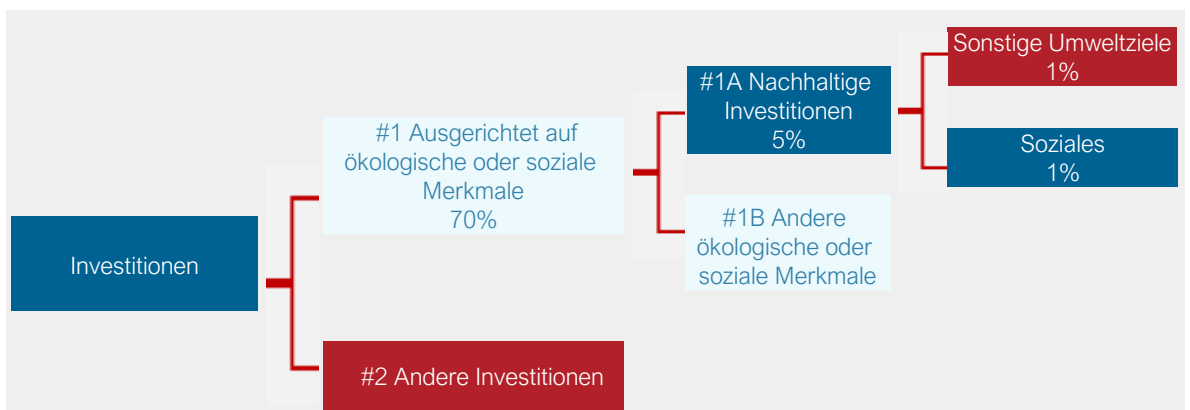 Investitionen
#1 Ausgerichtet auf
ökologische oder soziale
Merkmale
70%
#2 Andere Investitionen
#1A Nachhaltige
Investitionen
5%
#1B Andere
ökologische oder
soziale Merkmale
Sonstige Umweltziele
1%
Soziales
1%